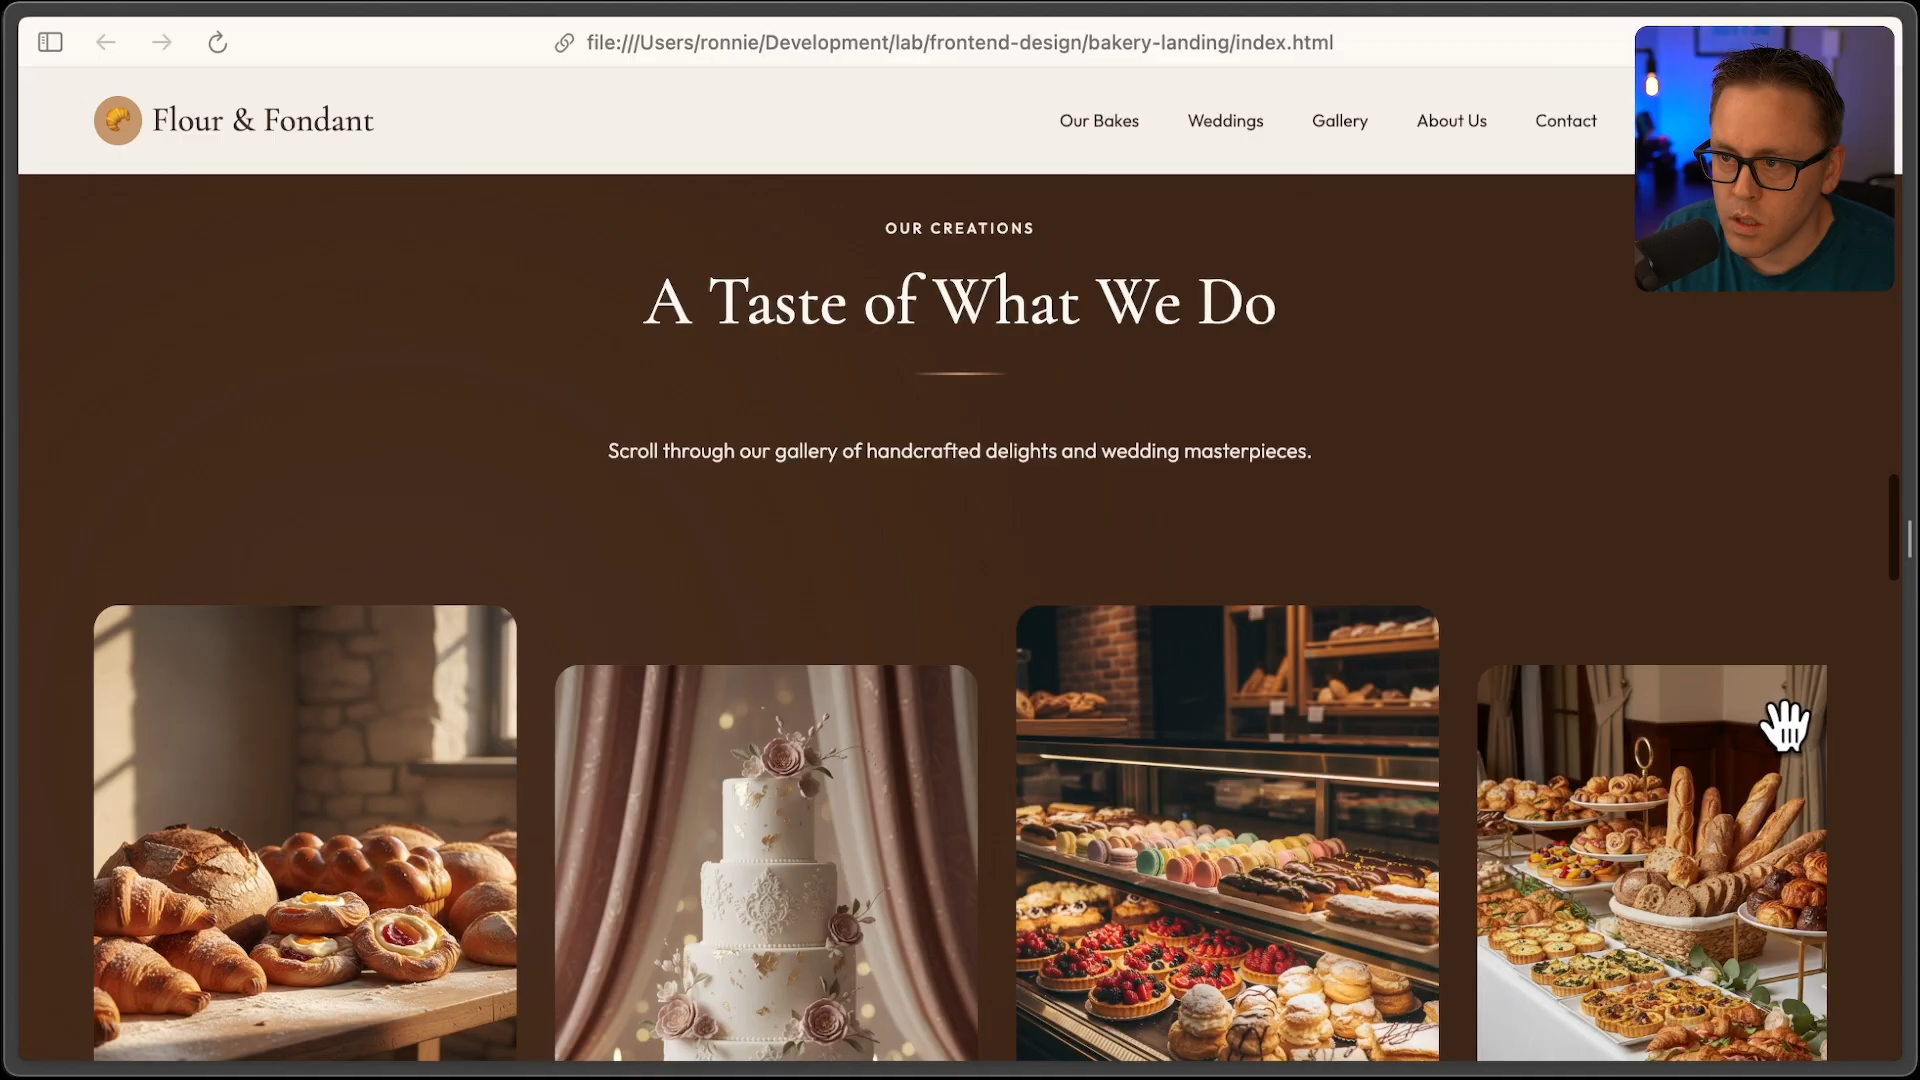 file:///Users/ronnie/Development/lab/frontend-design/bakery-landing/index.html
Flour & Fondant
Our Bakes
Weddings
Gallery
About Us
Contact
OUR CREATIONS
A Taste of What We Do
Scroll through our gallery of handcrafted delights and wedding masterpieces.